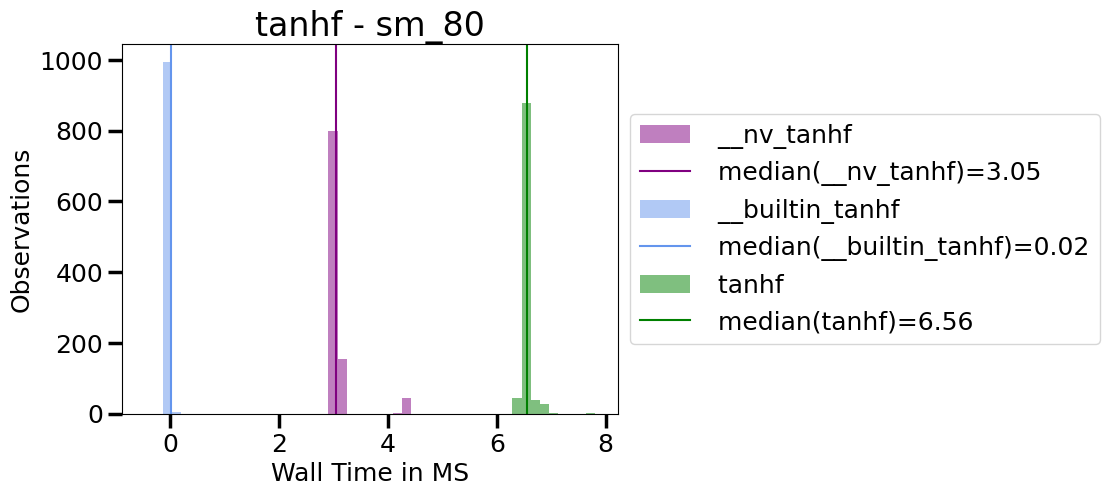 tanhf - sm_80
1000
800
600
400
200
0
Observations
0 2 4 6 8
Wall Time in MS
__nv_tanhf
median(__nv_tanhf)=3.05
__builtin_tanhf
median(__builtin_tanhf)=0.02
tanhf
median(tanhf)=6.56